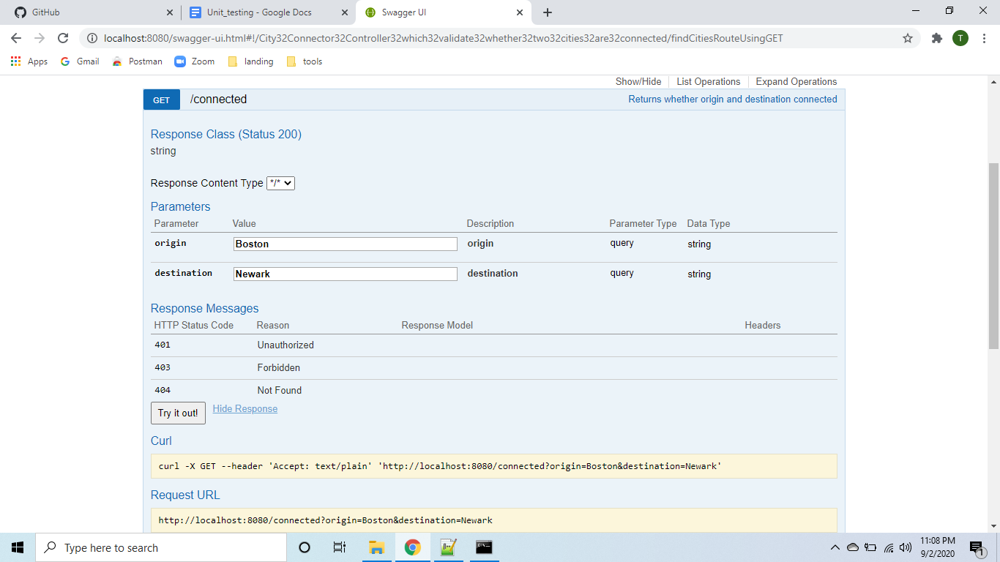 GitHub
Unit_testing - Google Docs
Swagger UI
localhost:8080/swagger-ui.html#!/City32Connector32Controller32which32validate32whether32two32cities32are32connected/findCitiesRouteUsingGET
T
Apps Gmail Postman Zoom landing tools
Show/Hide List Operations Expand Operations
GET /connected Returns whether origin and destination connected
Response Class (Status 200)
string
Response Content Type */*
Parameters
Parameter Value Description Parameter Type Data Type
origin Boston origin query string
destination Newark destination query string
Response Messages
HTTP Status Code Reason Response Model Headers
401 Unauthorized
403 Forbidden
404 Not Found
Try it out! Hide Response
Curl
curl -X GET --header 'Accept: text/plain' 'http://localhost:8080/connected?origin=Boston&destination=Newark'
Request URL
http://localhost:8080/connected?origin=Boston&destination=Newark
Type here to search
11:08 PM
9/2/2020
1